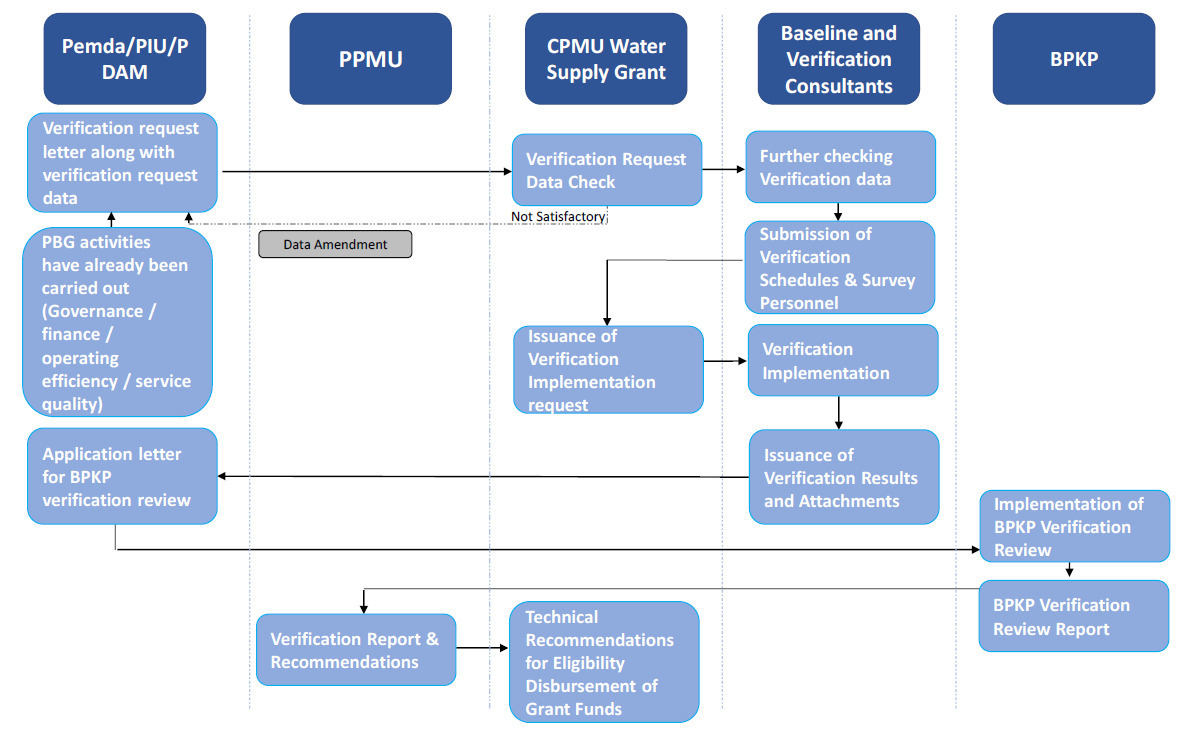 Pemda/PIU/P
DAM
PPMU
CPMU Water
Supply Grant
Baseline and
Verification
Consultants
BPKP
Verification request
letter along with
verification request
data
Verification Request
Data Check
Further checking
Verification data
Not Satisfactory
Data Amendment
PBG activities
have already been
carried out
(Governance /
finance /
operating
efficiency / service
quality)
Submission of
Verification
Schedules & Survey
Personnel
Issuance of
Verification
Implementation
request
Verification
Implementation
Application letter
for BPKP
verification review
Issuance of
Verification Results
and Attachments
Implementation of
BPKP Verification
Review
BPKP Verification
Review Report
Verification Report &
Recommendations
Technical
Recommendations
for Eligibility
Disbursement of
Grant Funds